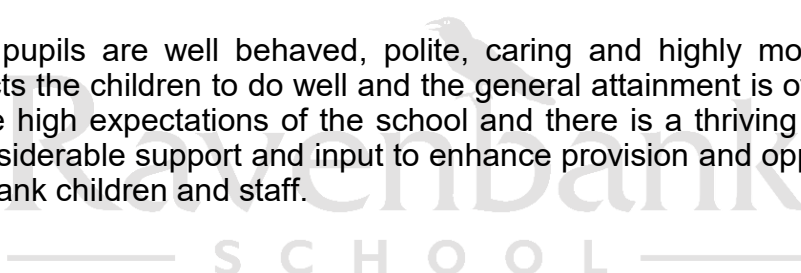 pupils are well behaved, polite, caring and highly mo
cts the children to do well and the general attainment is o
e high expectations of the school and there is a thriving
siderable support and input to enhance provision and opp
ank children and staff.
Ravenbank
SCHOOL